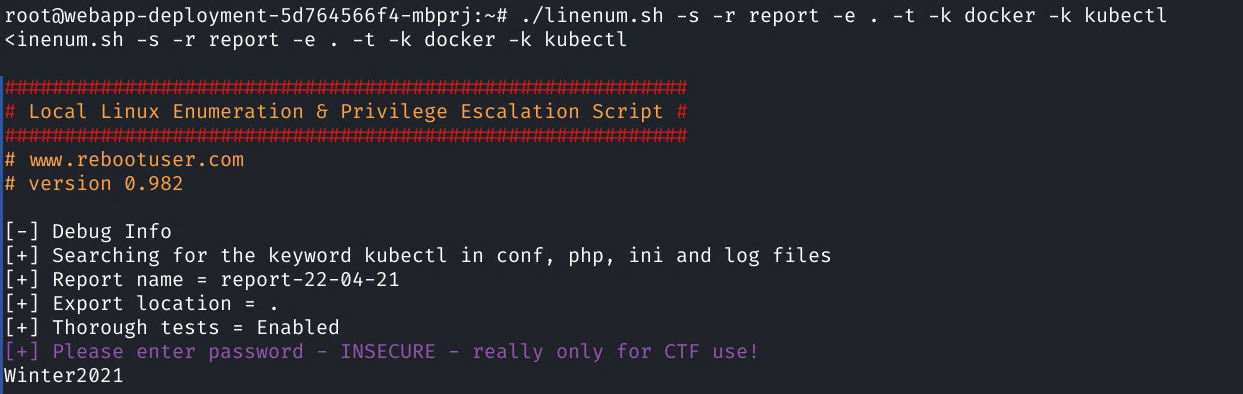 root@webapp-deployment-5d764566f4-mbprj:~# ./linenum.sh -s -r report -e . -t -k docker -k kubectl
<inenum.sh -s -r report -e . -t -k docker -k kubectl
#########################################################
# Local Linux Enumeration & Privilege Escalation Script #
#########################################################
# www.rebootuser.com
# version 0.982
[-] Debug Info
[+] Searching for the keyword kubectl in conf, php, ini and log files
[+] Report name = report-22-04-21
[+] Export location = .
[+] Thorough tests = Enabled
[+] Please enter password - INSECURE - really only for CTF use!
Winter2021